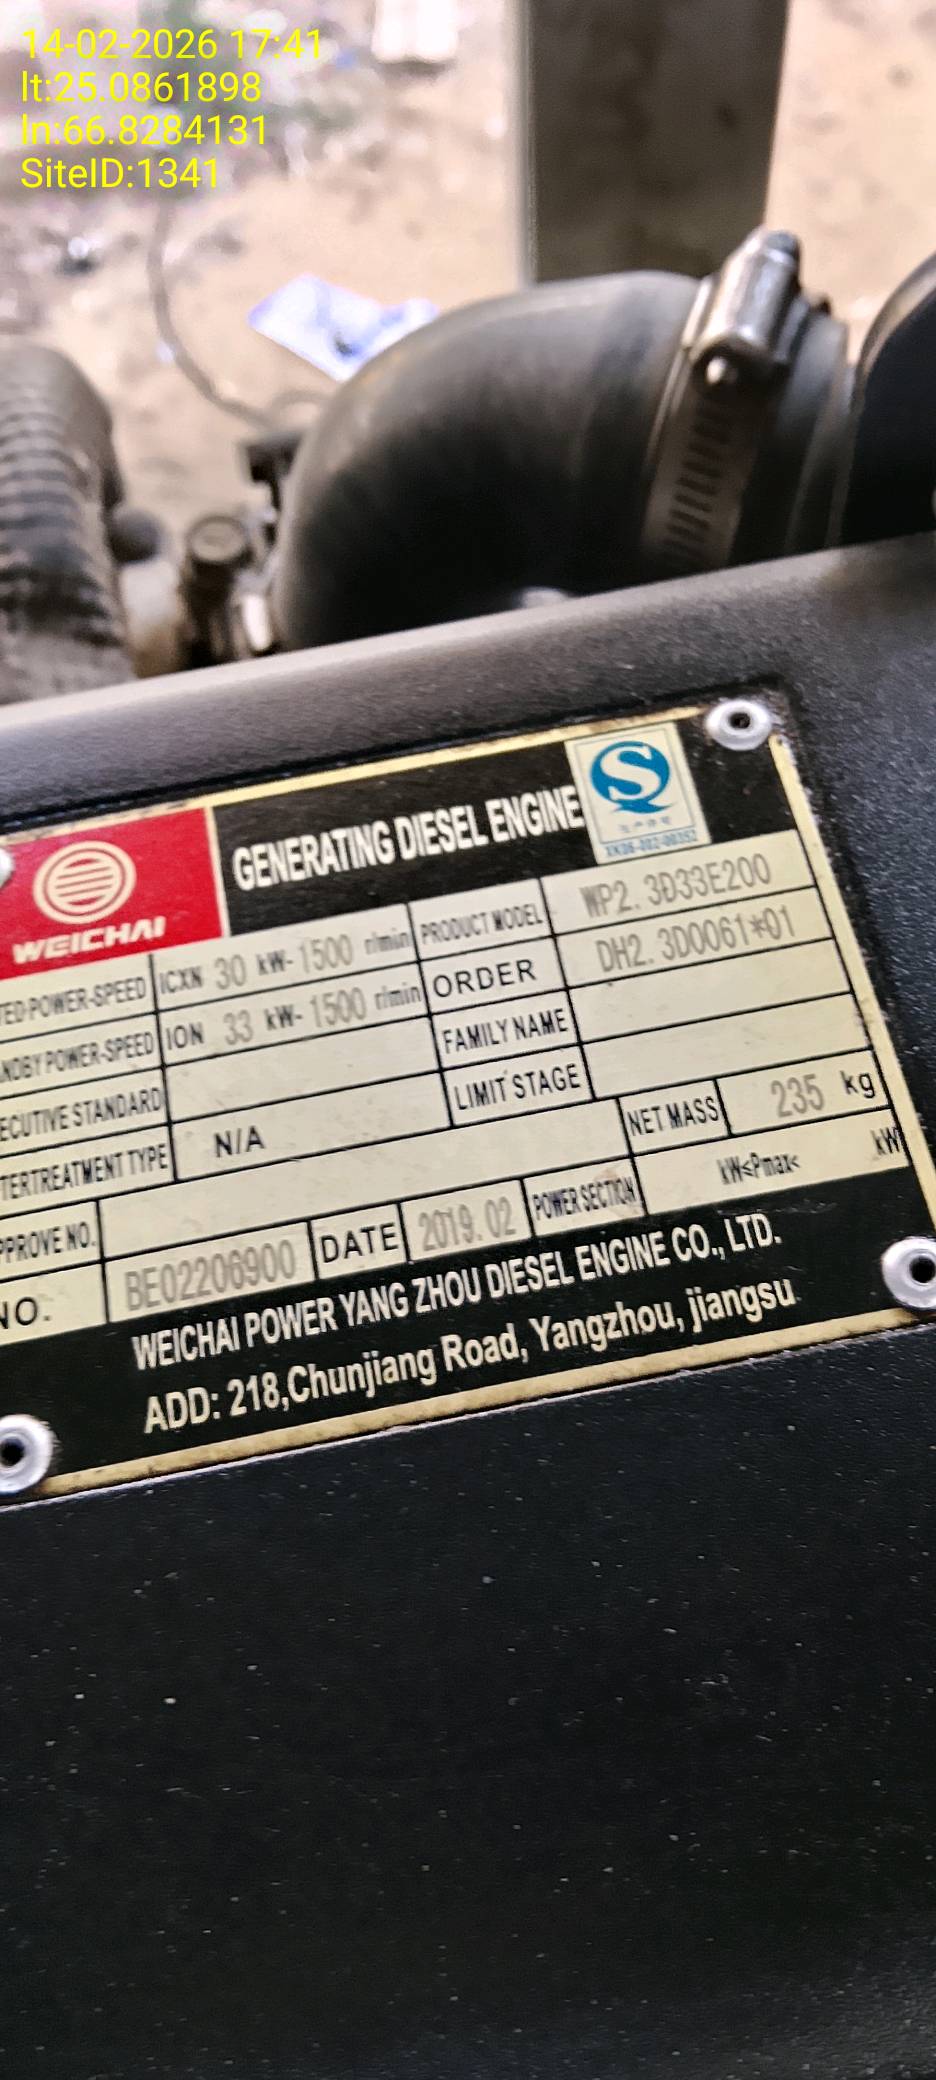 14-02-2026 17:41
lt:25.0861898
ln:66.8284131
SiteID:1341
WEICHAI
GENERATING DIESEL ENGINE
XK06-002-00352
TED POWER-SPEED ICXN 30 kW- 1500 r/min PRODUCT MODEL WP2.3D33E200
NDBY POWER-SPEED ION 33 kW- 1500 r/min ORDER DH2.3D0061*01
ECUTIVE STANDARD FAMILY NAME
TERTREATMENT TYPE N/A LIMIT STAGE
PPROVE NO. NET MASS 235 kg
NO. BE02206900 DATE 2019.02 POWER SECTION kW≤Pmax< kW
WEICHAI POWER YANG ZHOU DIESEL ENGINE CO., LTD.
ADD: 218,Chunjiang Road, Yangzhou, jiangsu